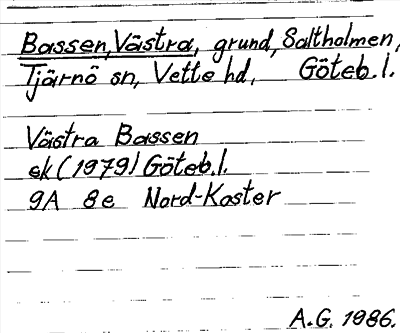 Bassen, Västra, grund, Saltholmen,
Tjärnö sn, Vette hd, Göteb.l.
Västra Bassen
ek (1979) Göteb.l.
9A 8e Nord-Koster
A.G. 1986.